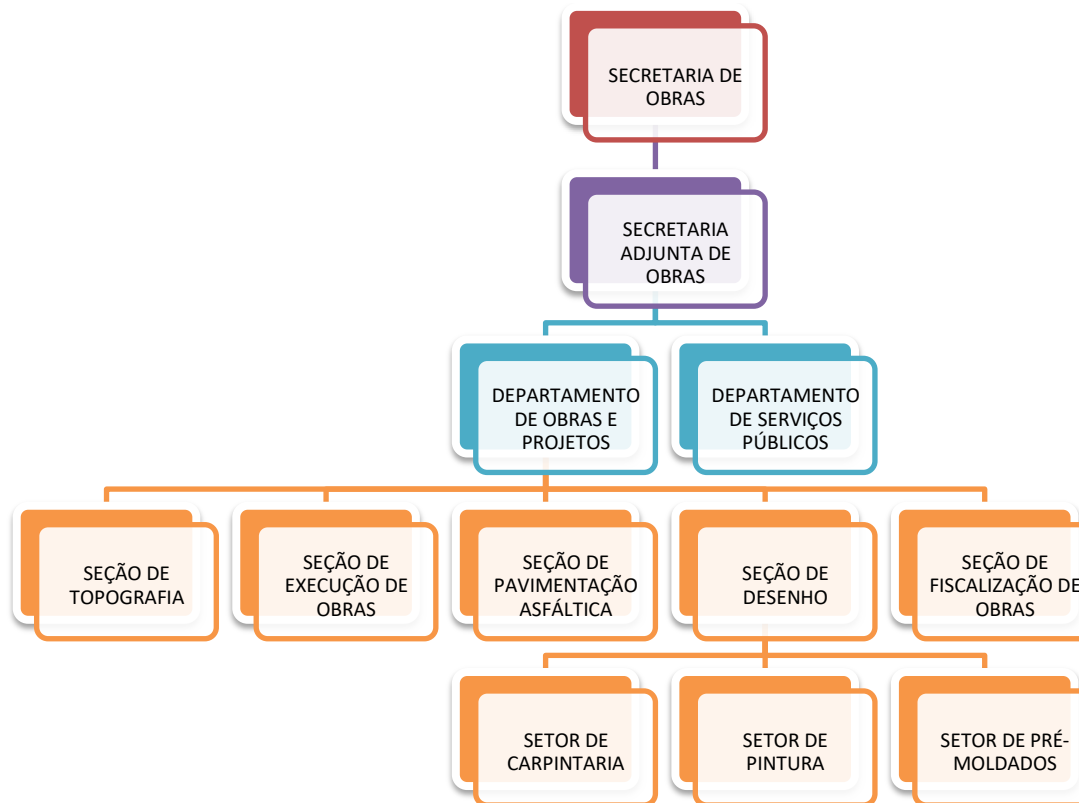 SECRETARIA DE
OBRAS
SECRETARIA
ADJUNTA DE
OBRAS
DEPARTAMENTO
DE OBRAS E
PROJETOS
DEPARTAMENTO
DE SERVIÇOS
PÚBLICOS
SEÇÃO DE
TOPOGRAFIA
SEÇÃO DE
EXECUÇÃO DE
OBRAS
SEÇÃO DE
PAVIMENTAÇÃO
ASFÁLTICA
SEÇÃO DE
DESENHO
SEÇÃO DE
FISCALIZAÇÃO DE
OBRAS
SETOR DE
CARPINTARIA
SETOR DE
PINTURA
SETOR DE PRÉ-
MOLDADOS